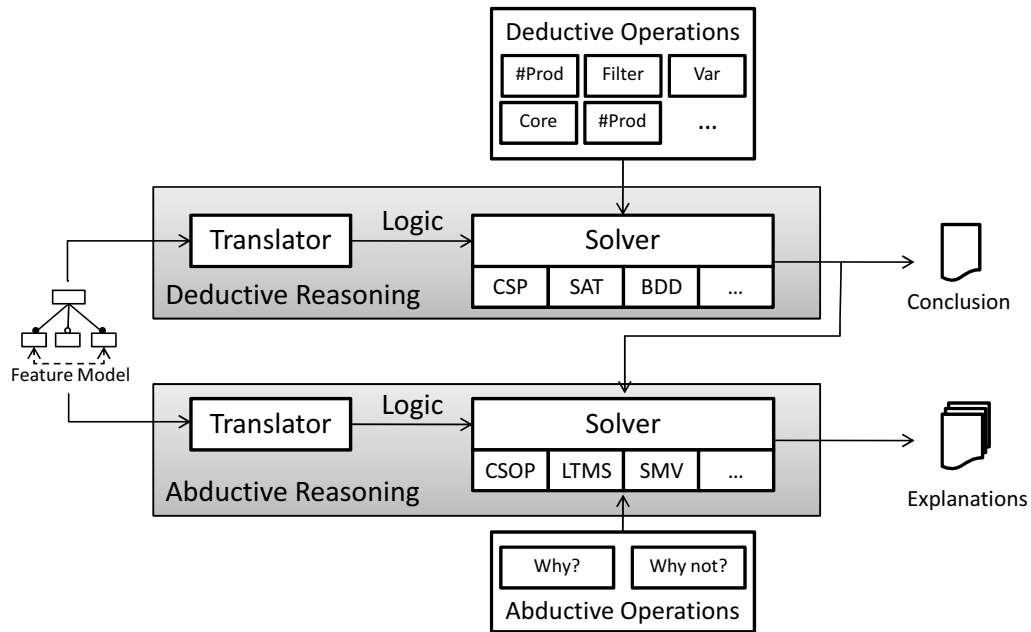 Deductive Operations
#Prod
Filter
Var
Core
#Prod
...
Translator
Logic
Solver
CSP
SAT
BDD
...
Deductive Reasoning
Conclusion
Feature Model
Translator
Logic
Solver
CSOP
LTMS
SMV
...
Abductive Reasoning
Explanations
Why?
Why not?
Abductive Operations